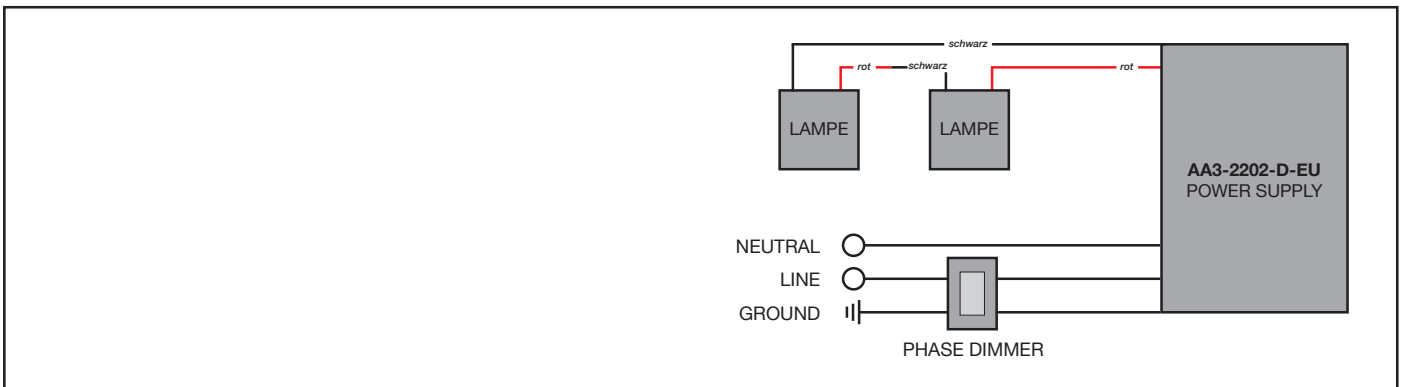 schwarz
rot
schwarz
rot
LAMPE
LAMPE
AA3-2202-D-EU
POWER SUPPLY
NEUTRAL
LINE
GROUND
PHASE DIMMER